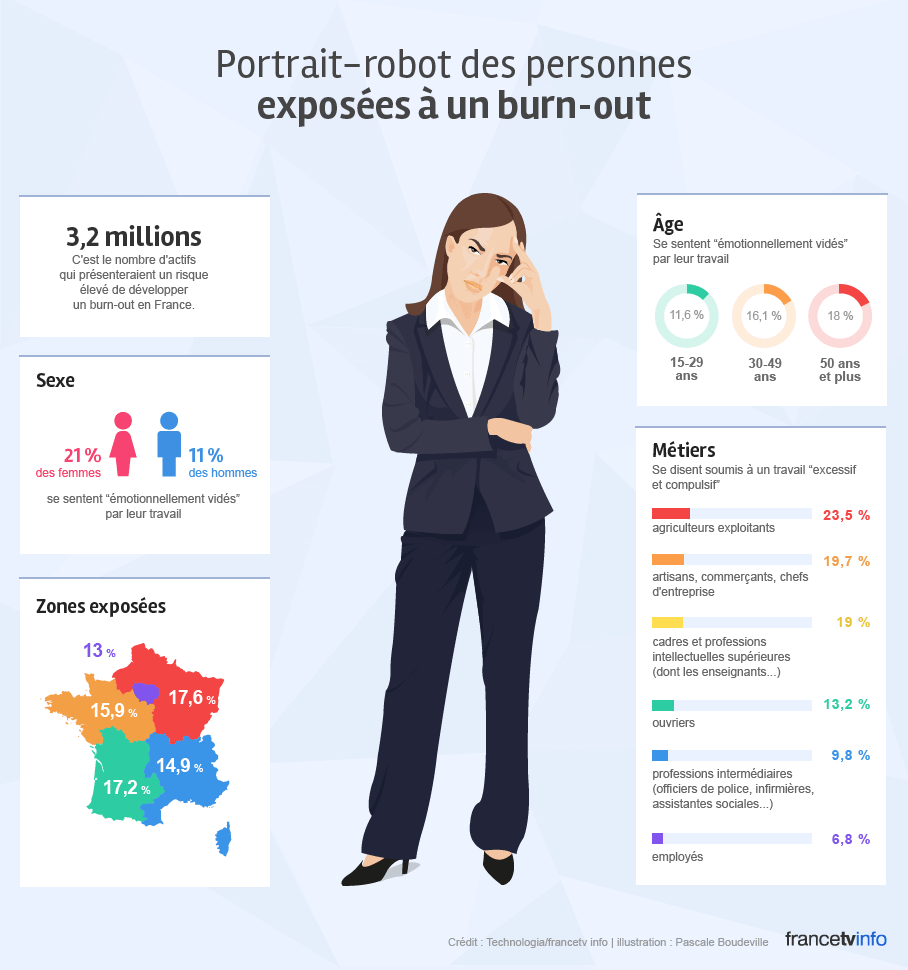 Portrait-robot des personnes
exposées à un burn-out
3,2 millions
C'est le nombre d'actifs
qui présenteraient un risque
élevé de développer
un burn-out en France.
Sexe
21 %
des femmes
11 %
des hommes
se sentent “émotionnellement vidés”
par leur travail
Zones exposées
13 %
17,6 %
15,9 %
14,9 %
17,2 %
Âge
Se sentent “émotionnellement vidés”
par leur travail
11,6 %
16,1 %
18 %
15-29
ans
30-49
ans
50 ans
et plus
Métiers
Se disent soumis à un travail “excessif
et compulsif”
23,5 %
agriculteurs exploitants
19,7 %
artisans, commerçants, chefs
d'entreprise
19 %
cadres et professions
intellectuelles supérieures
(dont les enseignants...)
13,2 %
ouvriers
9,8 %
professions intermédiaires
(officiers de police, infirmières,
assistantes sociales...)
6,8 %
employés
Crédit : Technologia/francetv info | illustration : Pascale Boudeville
francetvinfo